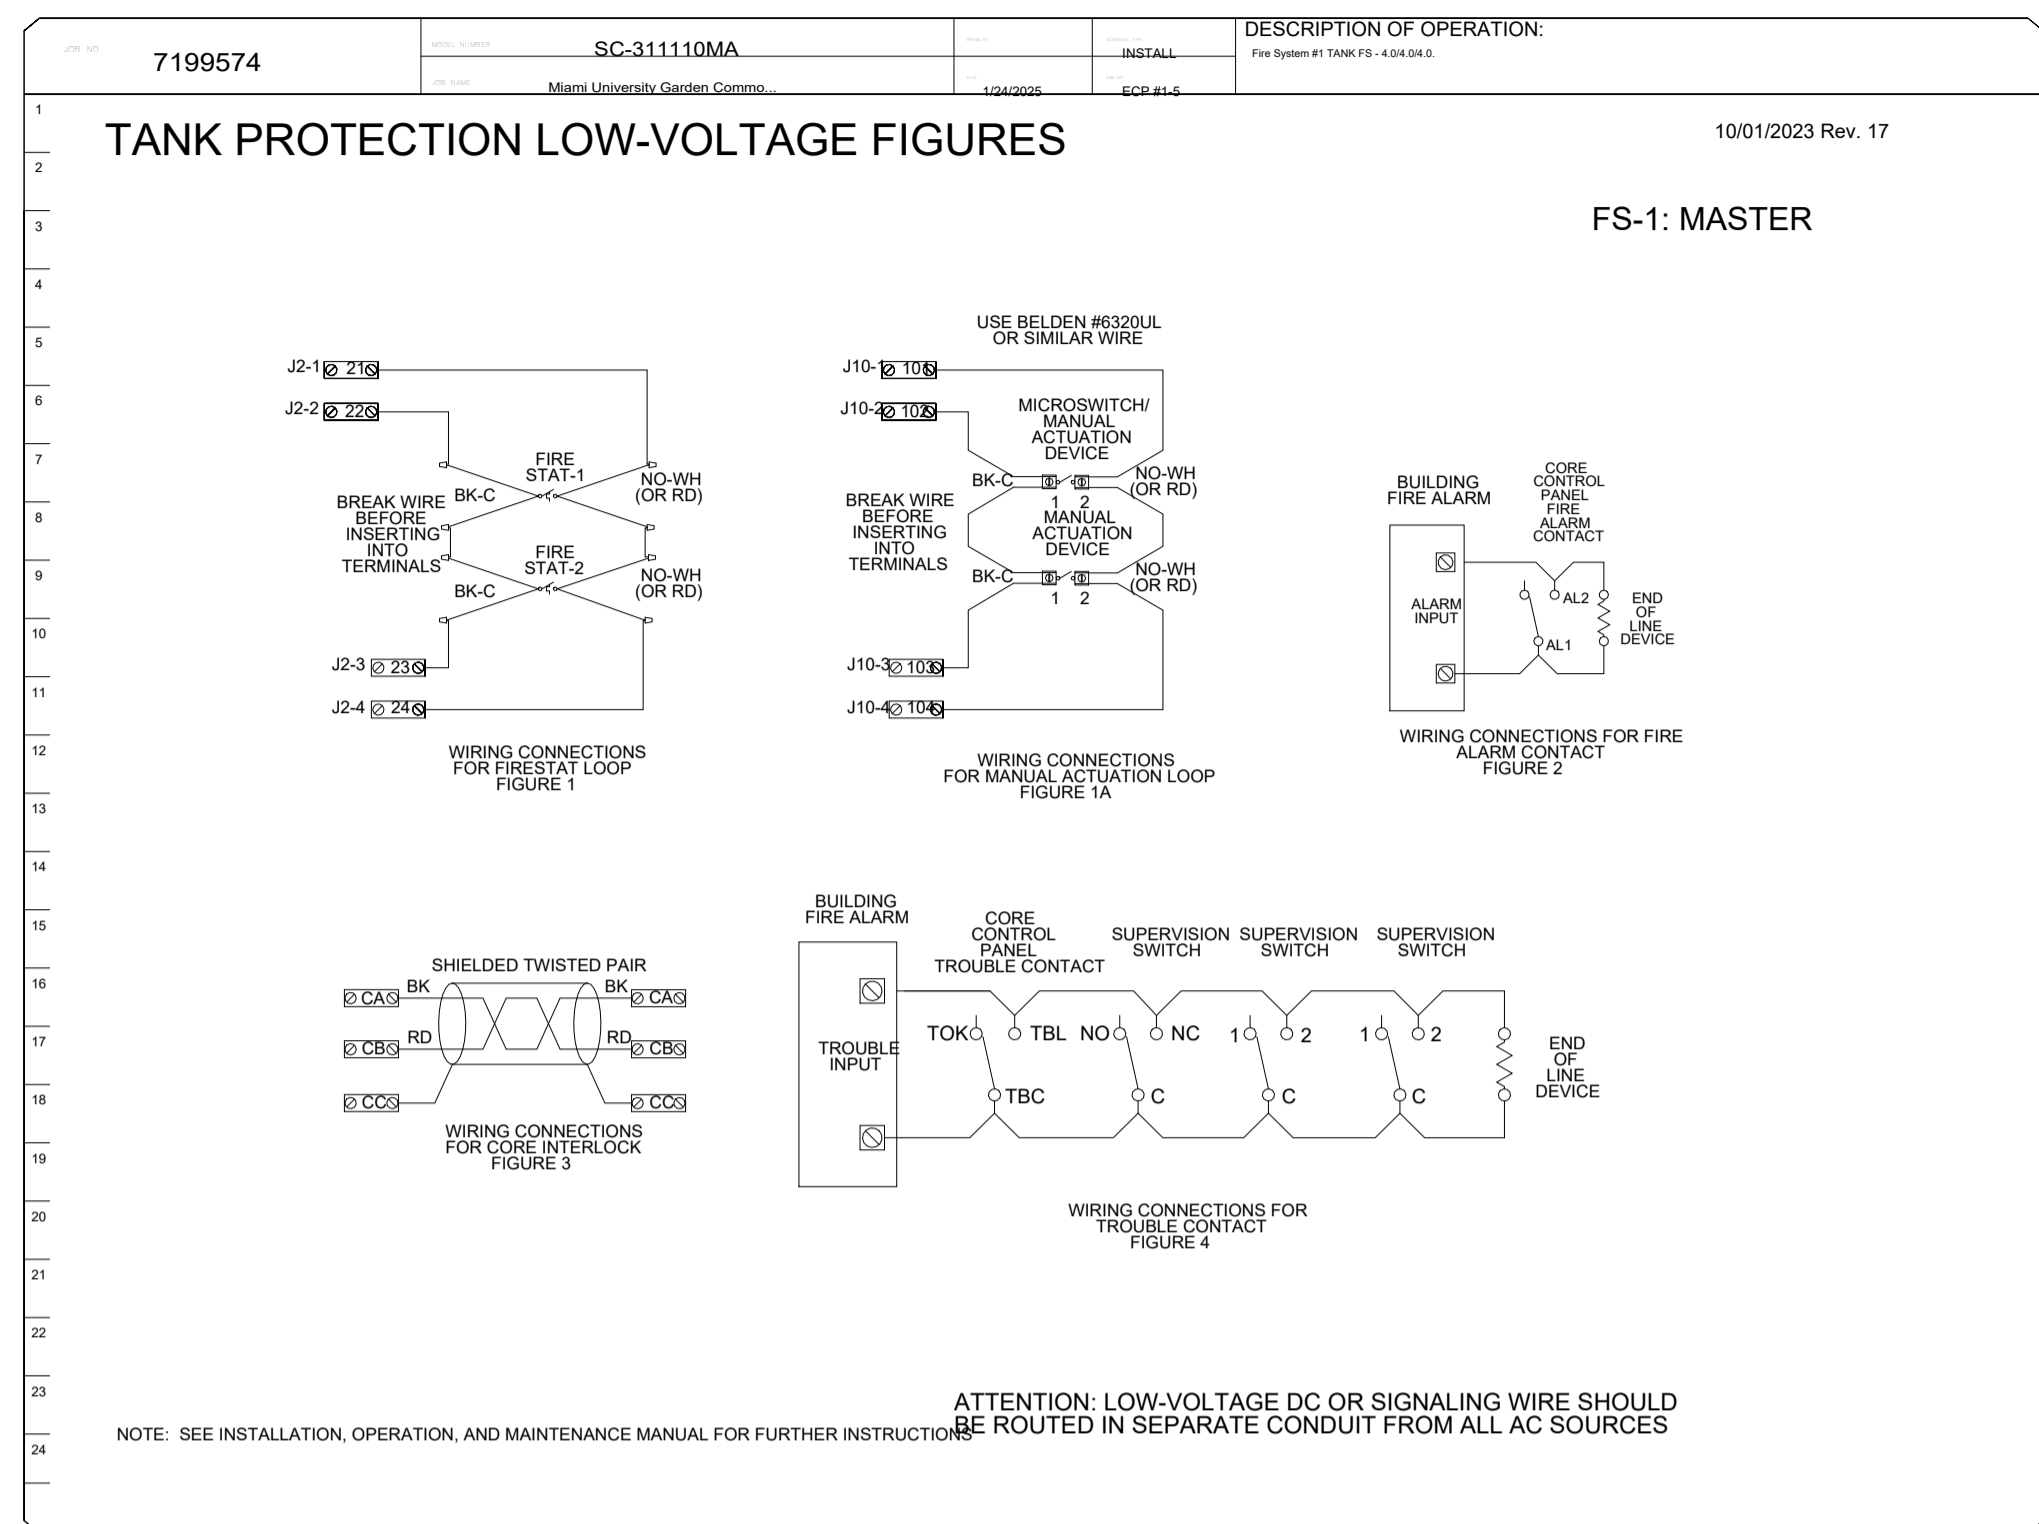 JOB NO
7199574
MODEL NUMBER
SC-311110MA
JOB NAME
Miami University Garden Commo...
DRAWN BY
SCHEMATIC TYPE
INSTALL
DATE
1/24/2025
DWG NO
ECP #1-5
DESCRIPTION OF OPERATION:
Fire System #1 TANK FS - 4.0/4.0/4.0.
1
2
3
4
5
6
7
8
9
10
11
12
13
14
15
16
17
18
19
20
21
22
23
24
TANK PROTECTION LOW-VOLTAGE FIGURES
10/01/2023 Rev. 17
FS-1: MASTER
J2-1
21
J2-2
22
FIRE
STAT-1
BK-C
NO-WH
(OR RD)
BREAK WIRE
BEFORE
INSERTING
INTO
TERMINALS
FIRE
STAT-2
BK-C
NO-WH
(OR RD)
J2-3
23
J2-4
24
WIRING CONNECTIONS
FOR FIRESTAT LOOP
FIGURE 1
USE BELDEN #6320UL
OR SIMILAR WIRE
J10-1
101
J10-2
102
MICROSWITCH/
MANUAL
ACTUATION
DEVICE
BK-C
NO-WH
(OR RD)
1 2
BREAK WIRE
BEFORE
INSERTING
INTO
TERMINALS
MANUAL
ACTUATION
DEVICE
BK-C
NO-WH
(OR RD)
1 2
J10-3
103
J10-4
104
WIRING CONNECTIONS
FOR MANUAL ACTUATION LOOP
FIGURE 1A
BUILDING
FIRE ALARM
CORE
CONTROL
PANEL
FIRE
ALARM
CONTACT
ALARM
INPUT
AL2
AL1
END
OF
LINE
DEVICE
WIRING CONNECTIONS FOR FIRE
ALARM CONTACT
FIGURE 2
SHIELDED TWISTED PAIR
CA
BK
BK
CA
CB
RD
RD
CB
CC
CC
WIRING CONNECTIONS
FOR CORE INTERLOCK
FIGURE 3
BUILDING
FIRE ALARM
CORE
CONTROL
PANEL
TROUBLE CONTACT
SUPERVISION
SWITCH
SUPERVISION
SWITCH
SUPERVISION
SWITCH
TROUBLE
INPUT
TOK
TBL
NO
NC
1
2
1
2
TBC
C
C
C
END
OF
LINE
DEVICE
WIRING CONNECTIONS FOR
TROUBLE CONTACT
FIGURE 4
NOTE: SEE INSTALLATION, OPERATION, AND MAINTENANCE MANUAL FOR FURTHER INSTRUCTIONS
ATTENTION: LOW-VOLTAGE DC OR SIGNALING WIRE SHOULD
BE ROUTED IN SEPARATE CONDUIT FROM ALL AC SOURCES